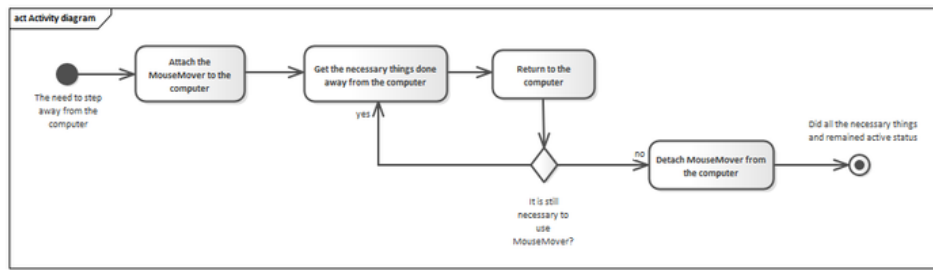 act Activity diagram
Attach the
MouseMover to the
computer
Get the necessary things done
away from the computer
Return to the
computer
The need to step
away from the
computer
yes
Did all the necessary things
and remained active status
no
Detach MouseMover from
the computer
It is still
necessary to
use
MouseMover?